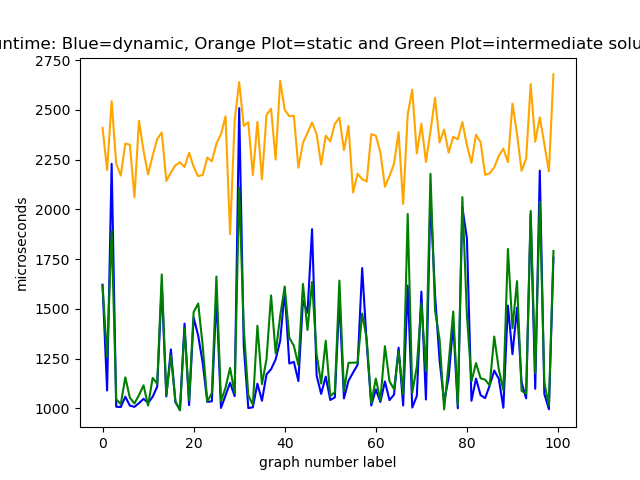 untime: Blue=dynamic, Orange Plot=static and Green Plot=intermediate solu
2750
2500
2250
2000
1750
1500
1250
1000
microseconds
0 20 40 60 80 100
graph number label